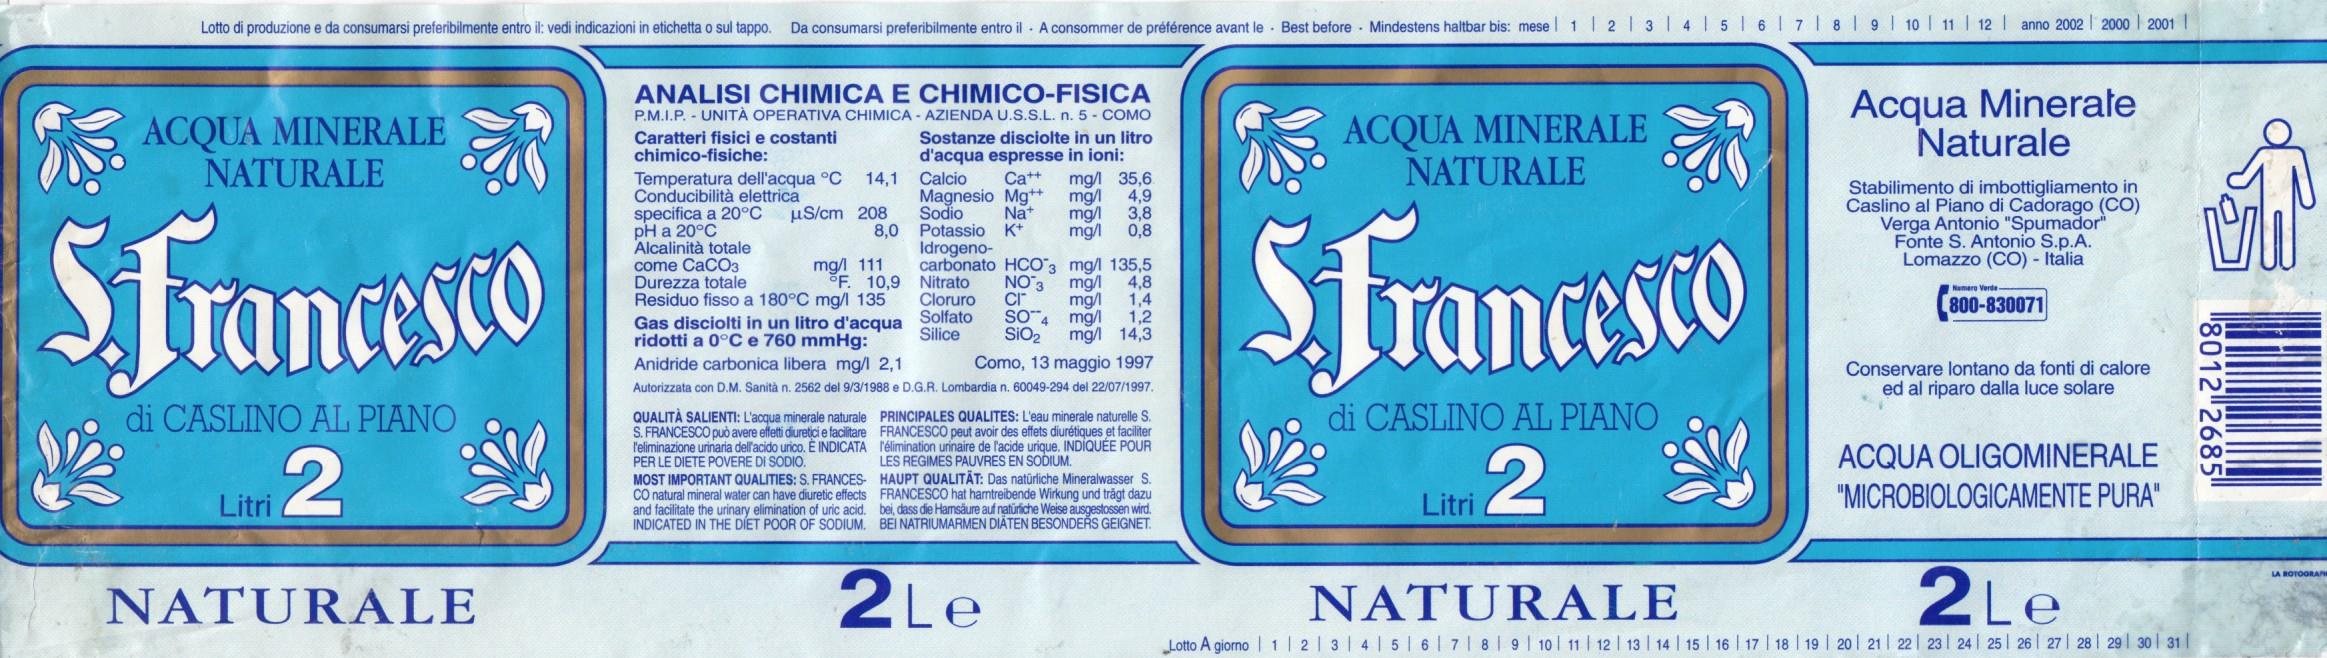 Lotto di produzione e da consumarsi preferibilmente entro il: vedi indicazioni in etichetta o sul tappo. Da consumarsi preferibilmente entro il - A consommer de préférence avant le - Best before - Mindestens haltbar bis: mese | 1 | 2 | 3 | 4 | 5 | 6 | 7 | 8 | 9 | 10 | 11 | 12 | anno 2002 | 2000 | 2001 |
ACQUA MINERALE
NATURALE
S. Francesco
di CASLINO AL PIANO
Litri 2
NATURALE
ANALISI CHIMICA E CHIMICO-FISICA
P.M.I.P. - UNITÀ OPERATIVA CHIMICA - AZIENDA U.S.S.L. n. 5 - COMO
Caratteri fisici e costanti
chimico-fisiche:
Temperatura dell'acqua °C 14,1
Conducibilità elettrica
specifica a 20°C µS/cm 208
pH a 20°C 8,0
Alcalinità totale
come CaCO3 mg/l 111
Durezza totale °F. 10,9
Residuo fisso a 180°C mg/l 135
Gas disciolti in un litro d'acqua
ridotti a 0°C e 760 mmHg:
Anidride carbonica libera mg/l 2,1
Sostanze disciolte in un litro
d'acqua espresse in ioni:
Calcio Ca++ mg/l 35,6
Magnesio Mg++ mg/l 4,9
Sodio Na+ mg/l 3,8
Potassio K+ mg/l 0,8
Idrogeno-
carbonato HCO-3 mg/l 135,5
Nitrato NO-3 mg/l 4,8
Cloruro Cl- mg/l 1,4
Solfato SO--4 mg/l 1,2
Silice SiO2 mg/l 14,3
Como, 13 maggio 1997
Autorizzata con D.M. Sanità n. 2562 del 9/3/1988 e D.G.R. Lombardia n. 60049-294 del 22/07/1997.
QUALITÀ SALIENTI: L'acqua minerale naturale
S. FRANCESCO può avere effetti diuretici e facilitare
l'eliminazione urinaria dell'acido urico. È INDICATA
PER LE DIETE POVERE DI SODIO.
MOST IMPORTANT QUALITIES: S. FRANCES-
CO natural mineral water can have diuretic effects
and facilitate the urinary elimination of uric acid.
INDICATED IN THE DIET POOR OF SODIUM.
PRINCIPALES QUALITES: L'eau minerale naturelle S.
FRANCESCO peut avoir des effets diurétiques et faciliter
l'élimination urinaire de l'acide urique. INDIQUÉE POUR
LES REGIMES PAUVRES EN SODIUM.
HAUPT QUALITÄT: Das natürliche Mineralwasser S.
FRANCESCO hat harntreibende Wirkung und trägt dazu
bei, dass die Harnsäure auf natürliche Weise ausgestossen wird.
BEI NATRIUMARMEN DIÄTEN BESONDERS GEIGNET.
2 L e
ACQUA MINERALE
NATURALE
S. Francesco
di CASLINO AL PIANO
Litri 2
NATURALE
Acqua Minerale
Naturale
Stabilimento di imbottigliamento in
Caslino al Piano di Cadorago (CO)
Verga Antonio "Spumador"
Fonte S. Antonio S.p.A.
Lomazzo (CO) - Italia
Numero Verde
800-830071
Conservare lontano da fonti di calore
ed al riparo dalla luce solare
ACQUA OLIGOMINERALE
"MICROBIOLOGICAMENTE PURA"
2 L e
8012 2685
LA ROTOGRAFI
Lotto A giorno | 1 | 2 | 3 | 4 | 5 | 6 | 7 | 8 | 9 | 10 | 11 | 12 | 13 | 14 | 15 | 16 | 17 | 18 | 19 | 20 | 21 | 22 | 23 | 24 | 25 | 26 | 27 | 28 | 29 | 30 | 31 |